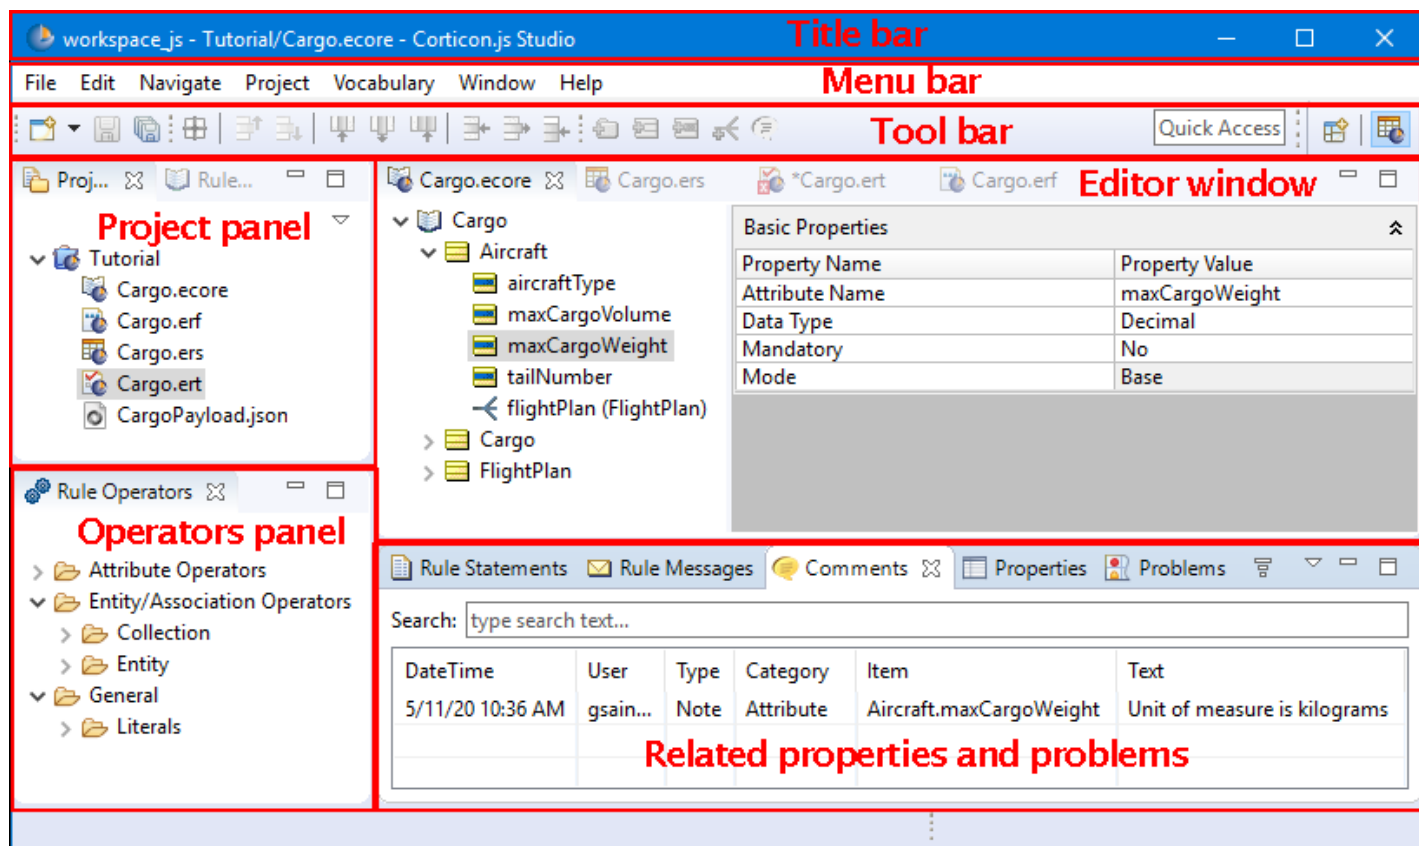 workspace_js - Tutorial/Cargo.ecore - Corticon.js Studio
Title bar
File Edit Navigate Project Vocabulary Window Help
Menu bar
Tool bar
Quick Access
Proj... Rule...
Project panel
Tutorial
Cargo.ecore
Cargo.erf
Cargo.ers
Cargo.ert
CargoPayload.json
Rule Operators
Operators panel
Attribute Operators
Entity/Association Operators
Collection
Entity
General
Literals
Cargo.ecore Cargo.ers *Cargo.ert Cargo.erf
Editor window
Cargo
Aircraft
aircraftType
maxCargoVolume
maxCargoWeight
tailNumber
flightPlan (FlightPlan)
Cargo
FlightPlan
Basic Properties
Property Name Property Value
Attribute Name maxCargoWeight
Data Type Decimal
Mandatory No
Mode Base
Rule Statements Rule Messages Comments Properties Problems
Search: type search text...
DateTime User Type Category Item Text
5/11/20 10:36 AM gsain... Note Attribute Aircraft.maxCargoWeight Unit of measure is kilograms
Related properties and problems